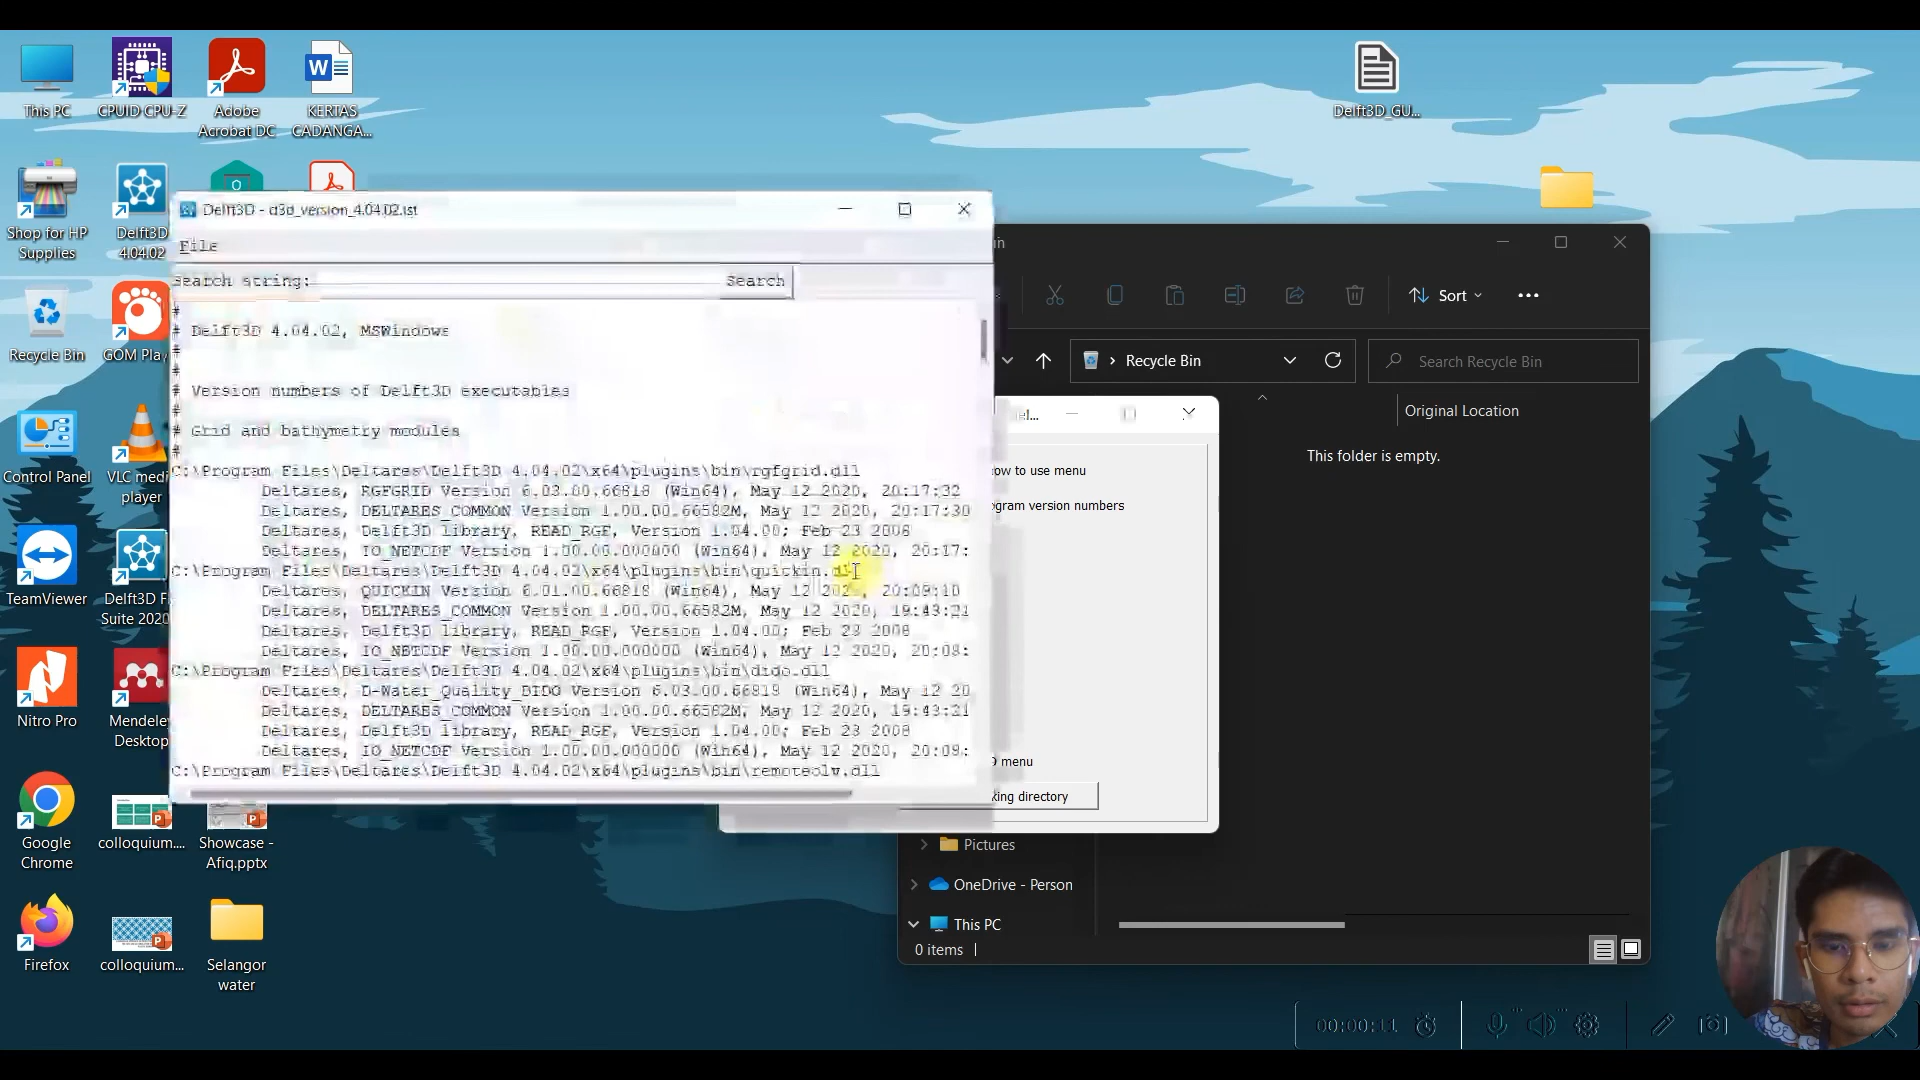 This PC
CPUID CPU-Z
Adobe
Acrobat DC
KERTAS
CADANGA...
Delft3D_GU...
Shop for HP
Supplies
Delft3D
4.04.02
Recycle Bin
GOM Pla
Control Panel
VLC medi
player
TeamViewer
Delft3D F
Suite 2020
Nitro Pro
Mendeley
Desktop
Google
Chrome
colloquium....
Showcase -
Afiq.pptx
Firefox
colloquium...
Selangor
water
Delft3D - d3d_version_4.04.02.ist
File
Search string:
Search
#
# Delft3D 4.04.02, MSWindows
#
#
# Version numbers of Delft3D executables
#
# Grid and bathymetry modules
#
C:\Program Files\Deltares\Delft3D 4.04.02\x64\plugins\bin\rgfgrid.dll
Deltares, RGFGRID Version 6.03.00.66818 (Win64), May 12 2020, 20:17:32
Deltares, DELTARES_COMMON Version 1.00.00.66582M, May 12 2020, 20:17:30
Deltares, Delft3D library, READ_RGF, Version 1.04.00; Feb 23 2008
Deltares, IO_NETCDF Version 1.00.00.000000 (Win64), May 12 2020, 20:17:
C:\Program Files\Deltares\Delft3D 4.04.02\x64\plugins\bin\quickin.dll
Deltares, QUICKIN Version 6.01.00.66818 (Win64), May 12 2020, 20:09:10
Deltares, DELTARES_COMMON Version 1.00.00.66582M, May 12 2020, 19:43:21
Deltares, Delft3D library, READ_RGF, Version 1.04.00; Feb 23 2008
Deltares, IO_NETCDF Version 1.00.00.000000 (Win64), May 12 2020, 20:08:
C:\Program Files\Deltares\Delft3D 4.04.02\x64\plugins\bin\dido.dll
Deltares, D-Water_Quality_DIDO Version 6.03.00.66819 (Win64), May 12 20
Deltares, DELTARES_COMMON Version 1.00.00.66582M, May 12 2020, 19:43:21
Deltares, Delft3D library, READ_RGF, Version 1.04.00; Feb 23 2008
Deltares, IO_NETCDF Version 1.00.00.000000 (Win64), May 12 2020, 20:09:
C:\Program Files\Deltares\Delft3D 4.04.02\x64\plugins\bin\remoteolv.dll
in
Sort
Recycle Bin
Search Recycle Bin
Original Location
This folder is empty.
el...
ow to use menu
gram version numbers
menu
king directory
Pictures
OneDrive - Person
This PC
0 items
00:00:11